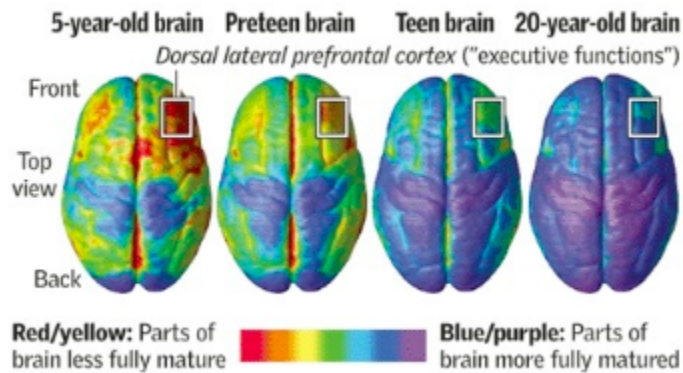 5-year-old brain Preteen brain Teen brain 20-year-old brain
Dorsal lateral prefrontal cortex ("executive functions")
Front
Top
view
Back
Red/yellow: Parts of
brain less fully mature
Blue/purple: Parts of
brain more fully matured